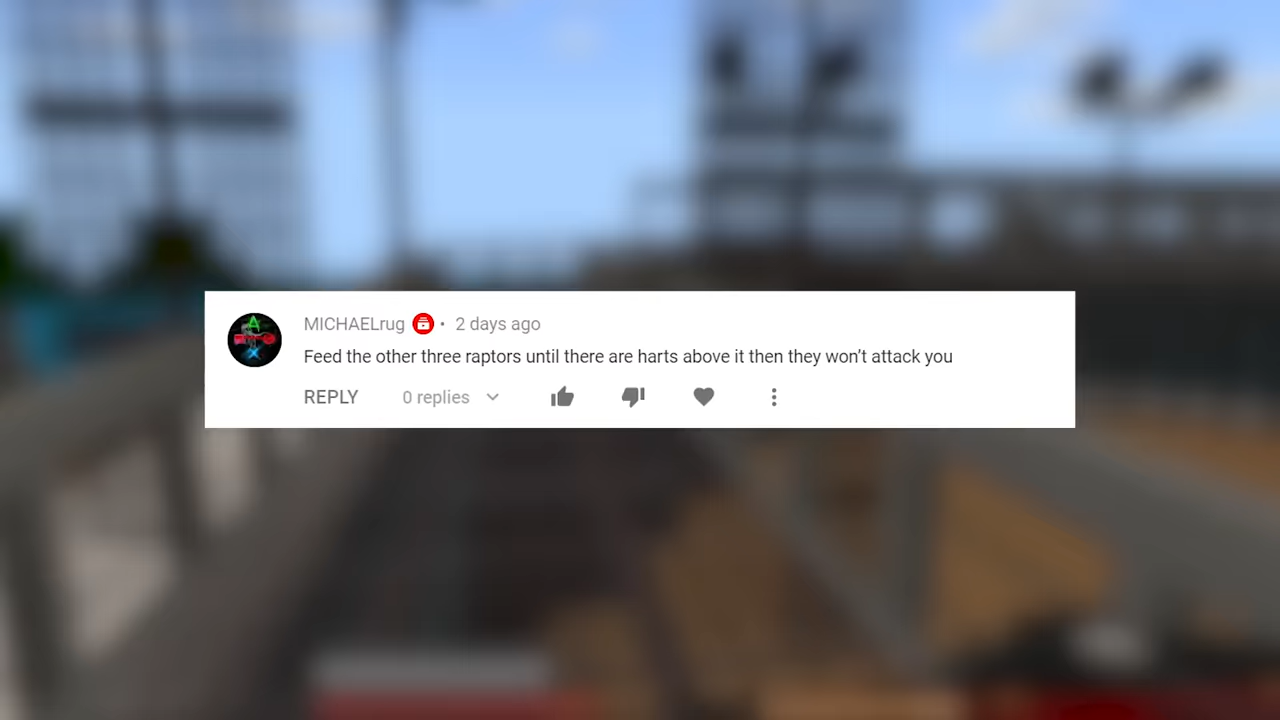 MICHAELrug · 2 days ago
Feed the other three raptors until there are harts above it then they won’t attack you
REPLY 0 replies